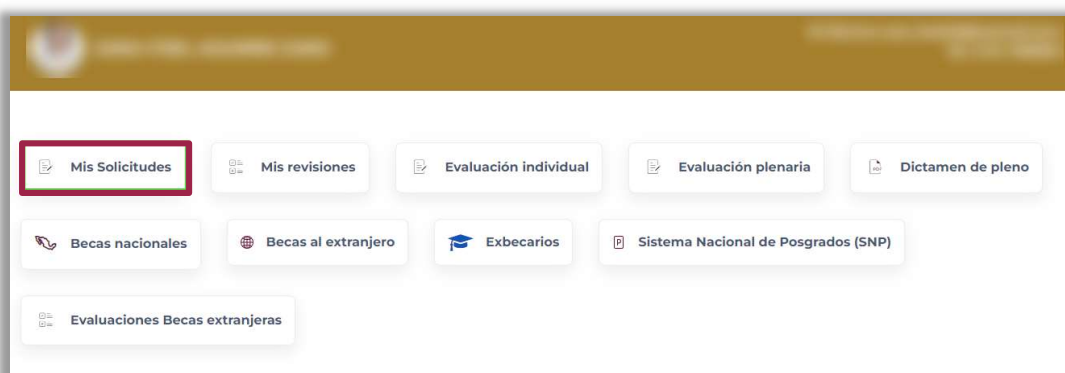 Mis Solicitudes
Mis revisiones
Evaluación individual
Evaluación plenaria
Dictamen de pleno
Becas nacionales
Becas al extranjero
Exbecarios
Sistema Nacional de Posgrados (SNP)
Evaluaciones Becas extranjeras